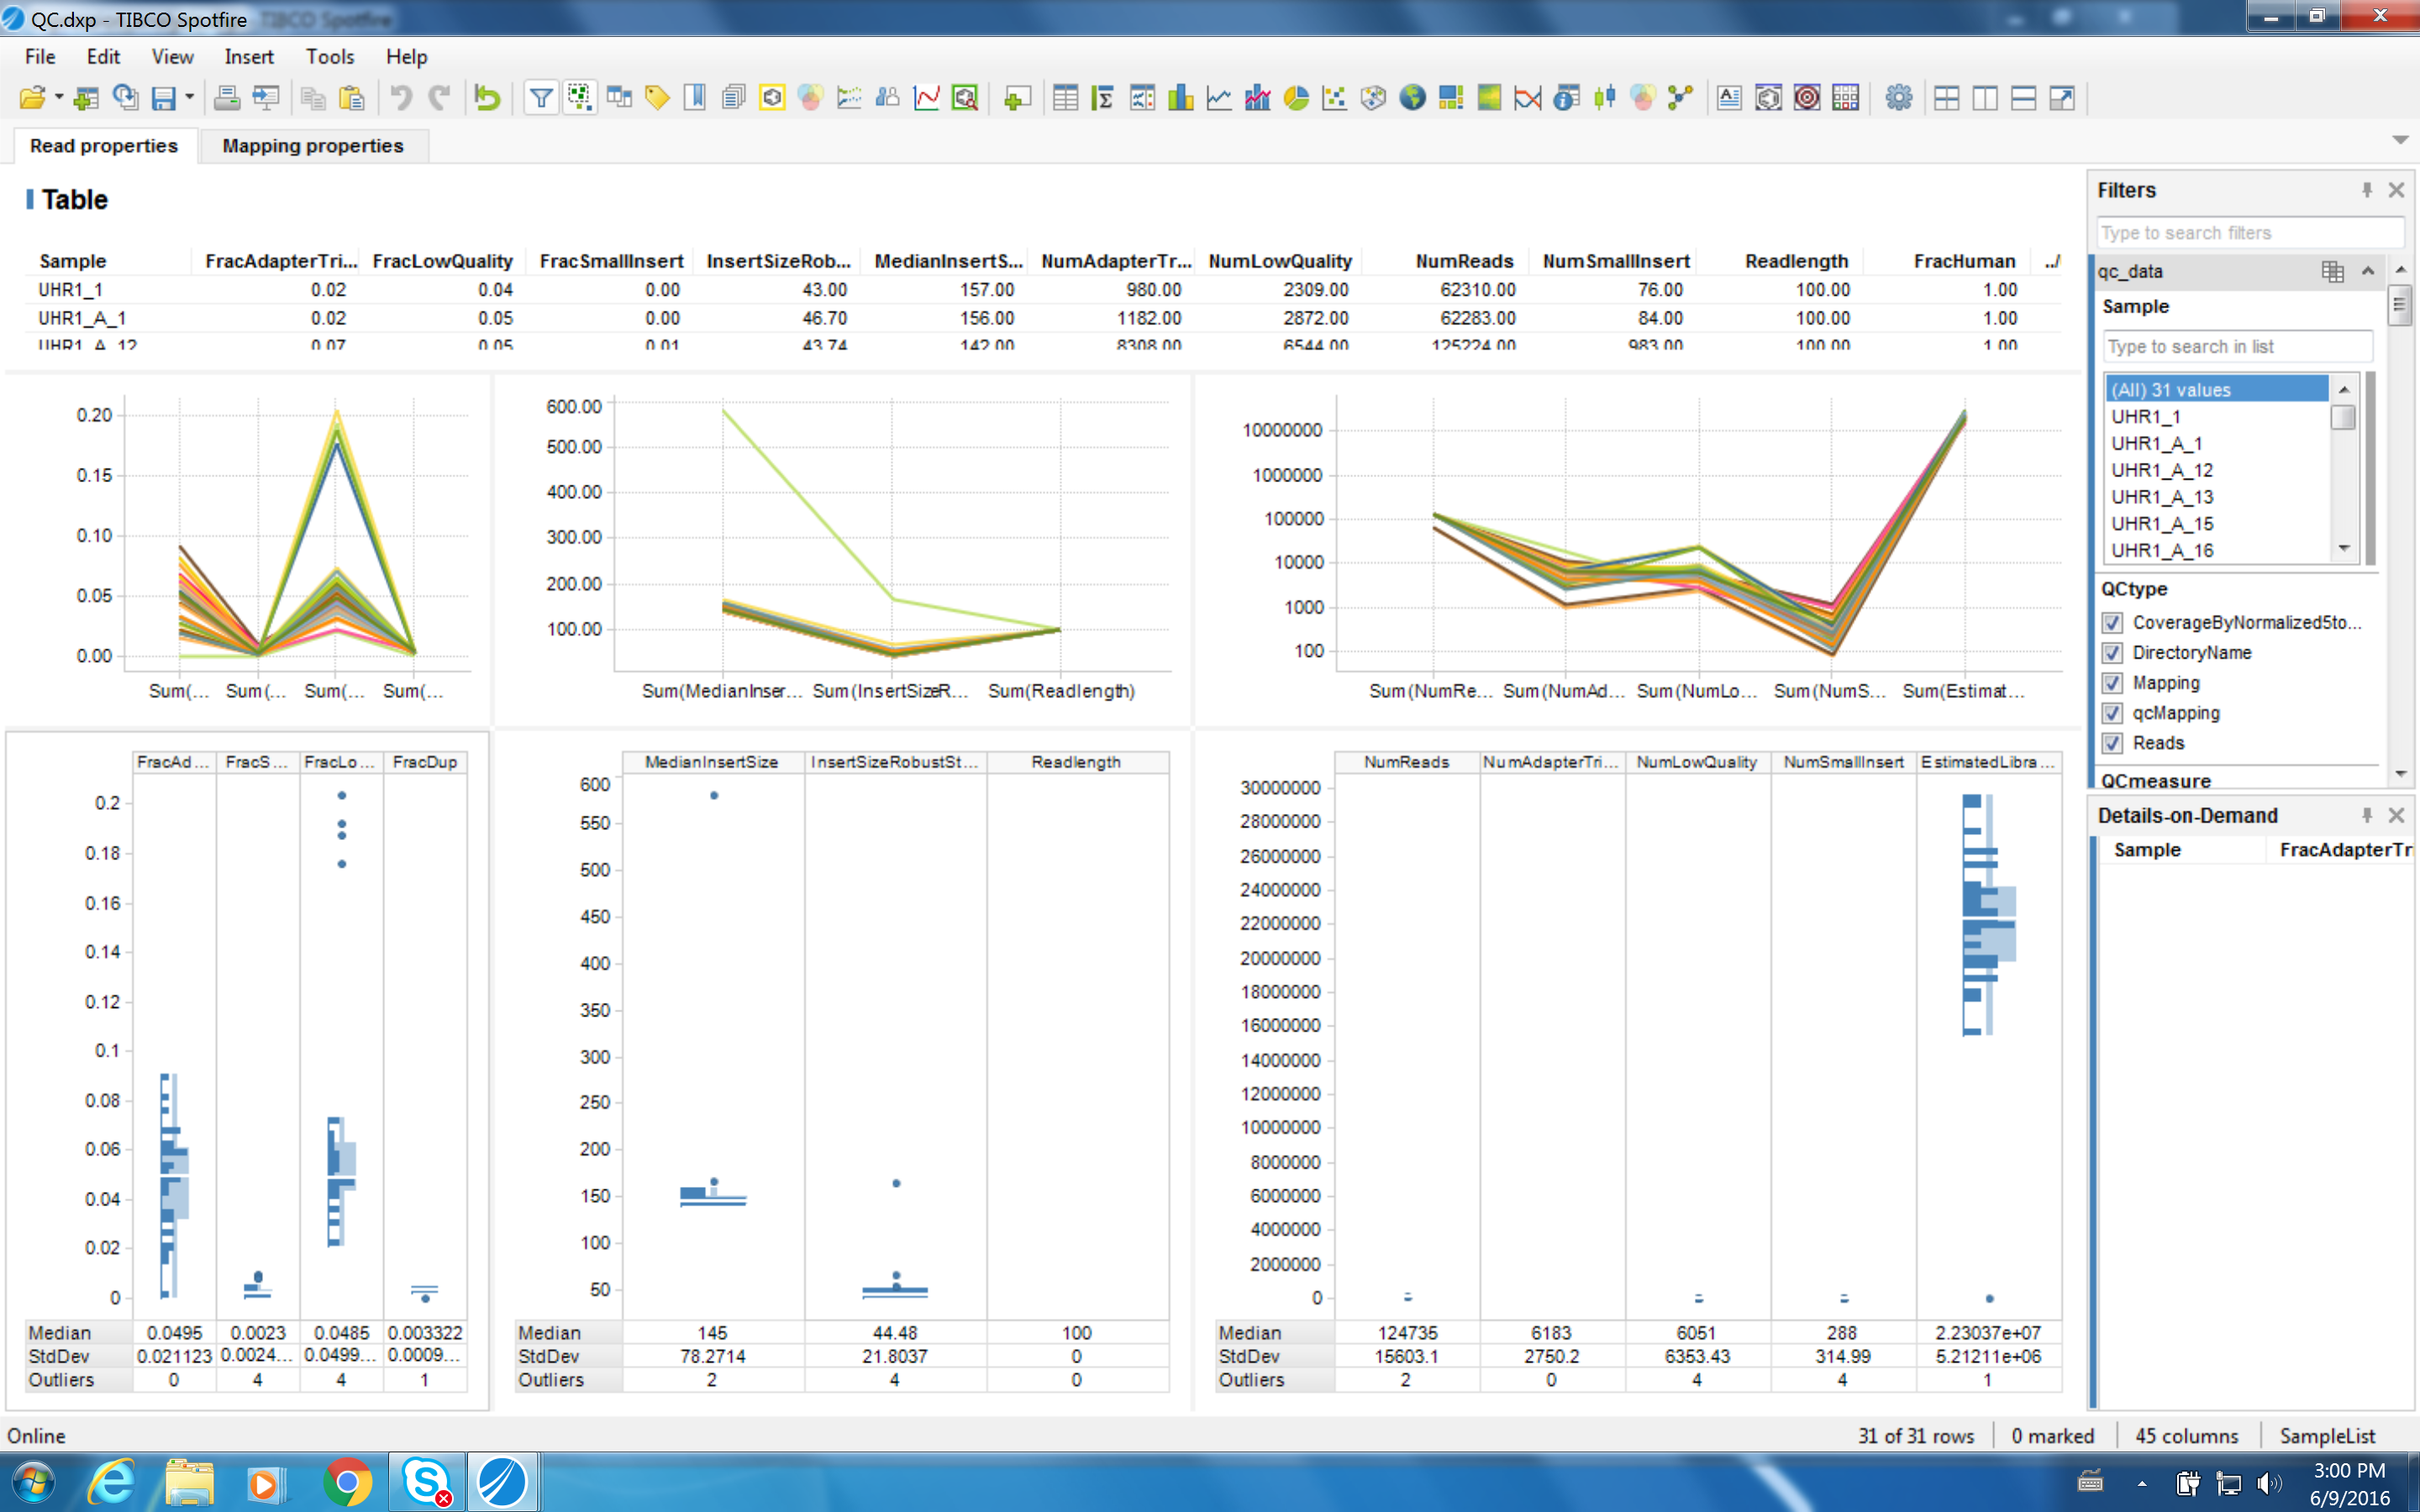 QC.dxp - TIBCO Spotfire
File Edit View Insert Tools Help
Read properties Mapping properties
Table
Sample FracAdapterTri... FracLowQuality FracSmallInsert InsertSizeRob... MedianInsertS... NumAdapterTr... NumLowQuality NumReads NumSmallInsert Readlength FracHuman ../
UHR1_1 0.02 0.04 0.00 43.00 157.00 980.00 2309.00 62310.00 76.00 100.00 1.00
UHR1_A_1 0.02 0.05 0.00 46.70 156.00 1182.00 2872.00 62283.00 84.00 100.00 1.00
UHR1_A_12 0.07 0.05 0.01 43.74 142.00 8308.00 6544.00 125224.00 983.00 100.00 1.00
0.20
0.15
0.10
0.05
0.00
Sum(... Sum(... Sum(... Sum(...
600.00
500.00
400.00
300.00
200.00
100.00
Sum(MedianInser... Sum(InsertSizeR... Sum(Readlength)
10000000
1000000
100000
10000
1000
100
Sum(NumRe... Sum(NumAd... Sum(NumLo... Sum(NumS... Sum(Estimat...
FracAd... FracS... FracLo... FracDup
0.2
0.18
0.16
0.14
0.12
0.1
0.08
0.06
0.04
0.02
0
Median 0.0495 0.0023 0.0485 0.003322
StdDev 0.021123 0.0024... 0.0499... 0.0009...
Outliers 0 4 4 1
MedianInsertSize InsertSizeRobustSt... Readlength
600
550
500
450
400
350
300
250
200
150
100
50
Median 145 44.48 100
StdDev 78.2714 21.8037 0
Outliers 2 4 0
NumReads NumAdapterTri... NumLowQuality NumSmallInsert EstimatedLibra...
30000000
28000000
26000000
24000000
22000000
20000000
18000000
16000000
14000000
12000000
10000000
8000000
6000000
4000000
2000000
0
Median 124735 6183 6051 288 2.23037e+07
StdDev 15603.1 2750.2 6353.43 314.99 5.21211e+06
Outliers 2 0 4 4 1
Filters
Type to search filters
qc_data
Sample
Type to search in list
(All) 31 values
UHR1_1
UHR1_A_1
UHR1_A_12
UHR1_A_13
UHR1_A_15
UHR1_A_16
QCtype
CoverageByNormalized5to...
DirectoryName
Mapping
qcMapping
Reads
QCmeasure
Details-on-Demand
Sample FracAdapterTr
Online 31 of 31 rows 0 marked 45 columns SampleList
3:00 PM
6/9/2016